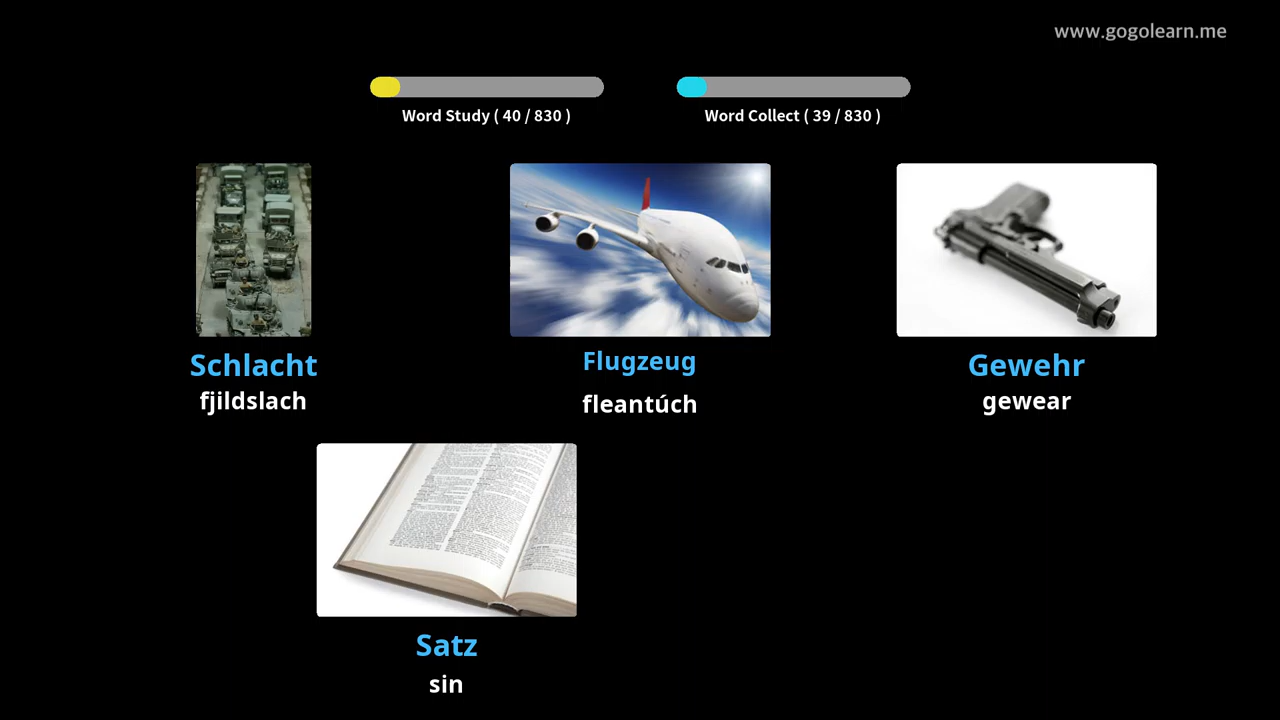 www.gogolearn.me
Word Study ( 40 / 830 )
Word Collect ( 39 / 830 )
Schlacht
fjildslach
Flugzeug
fleantúch
Gewehr
gewear
Satz
sin